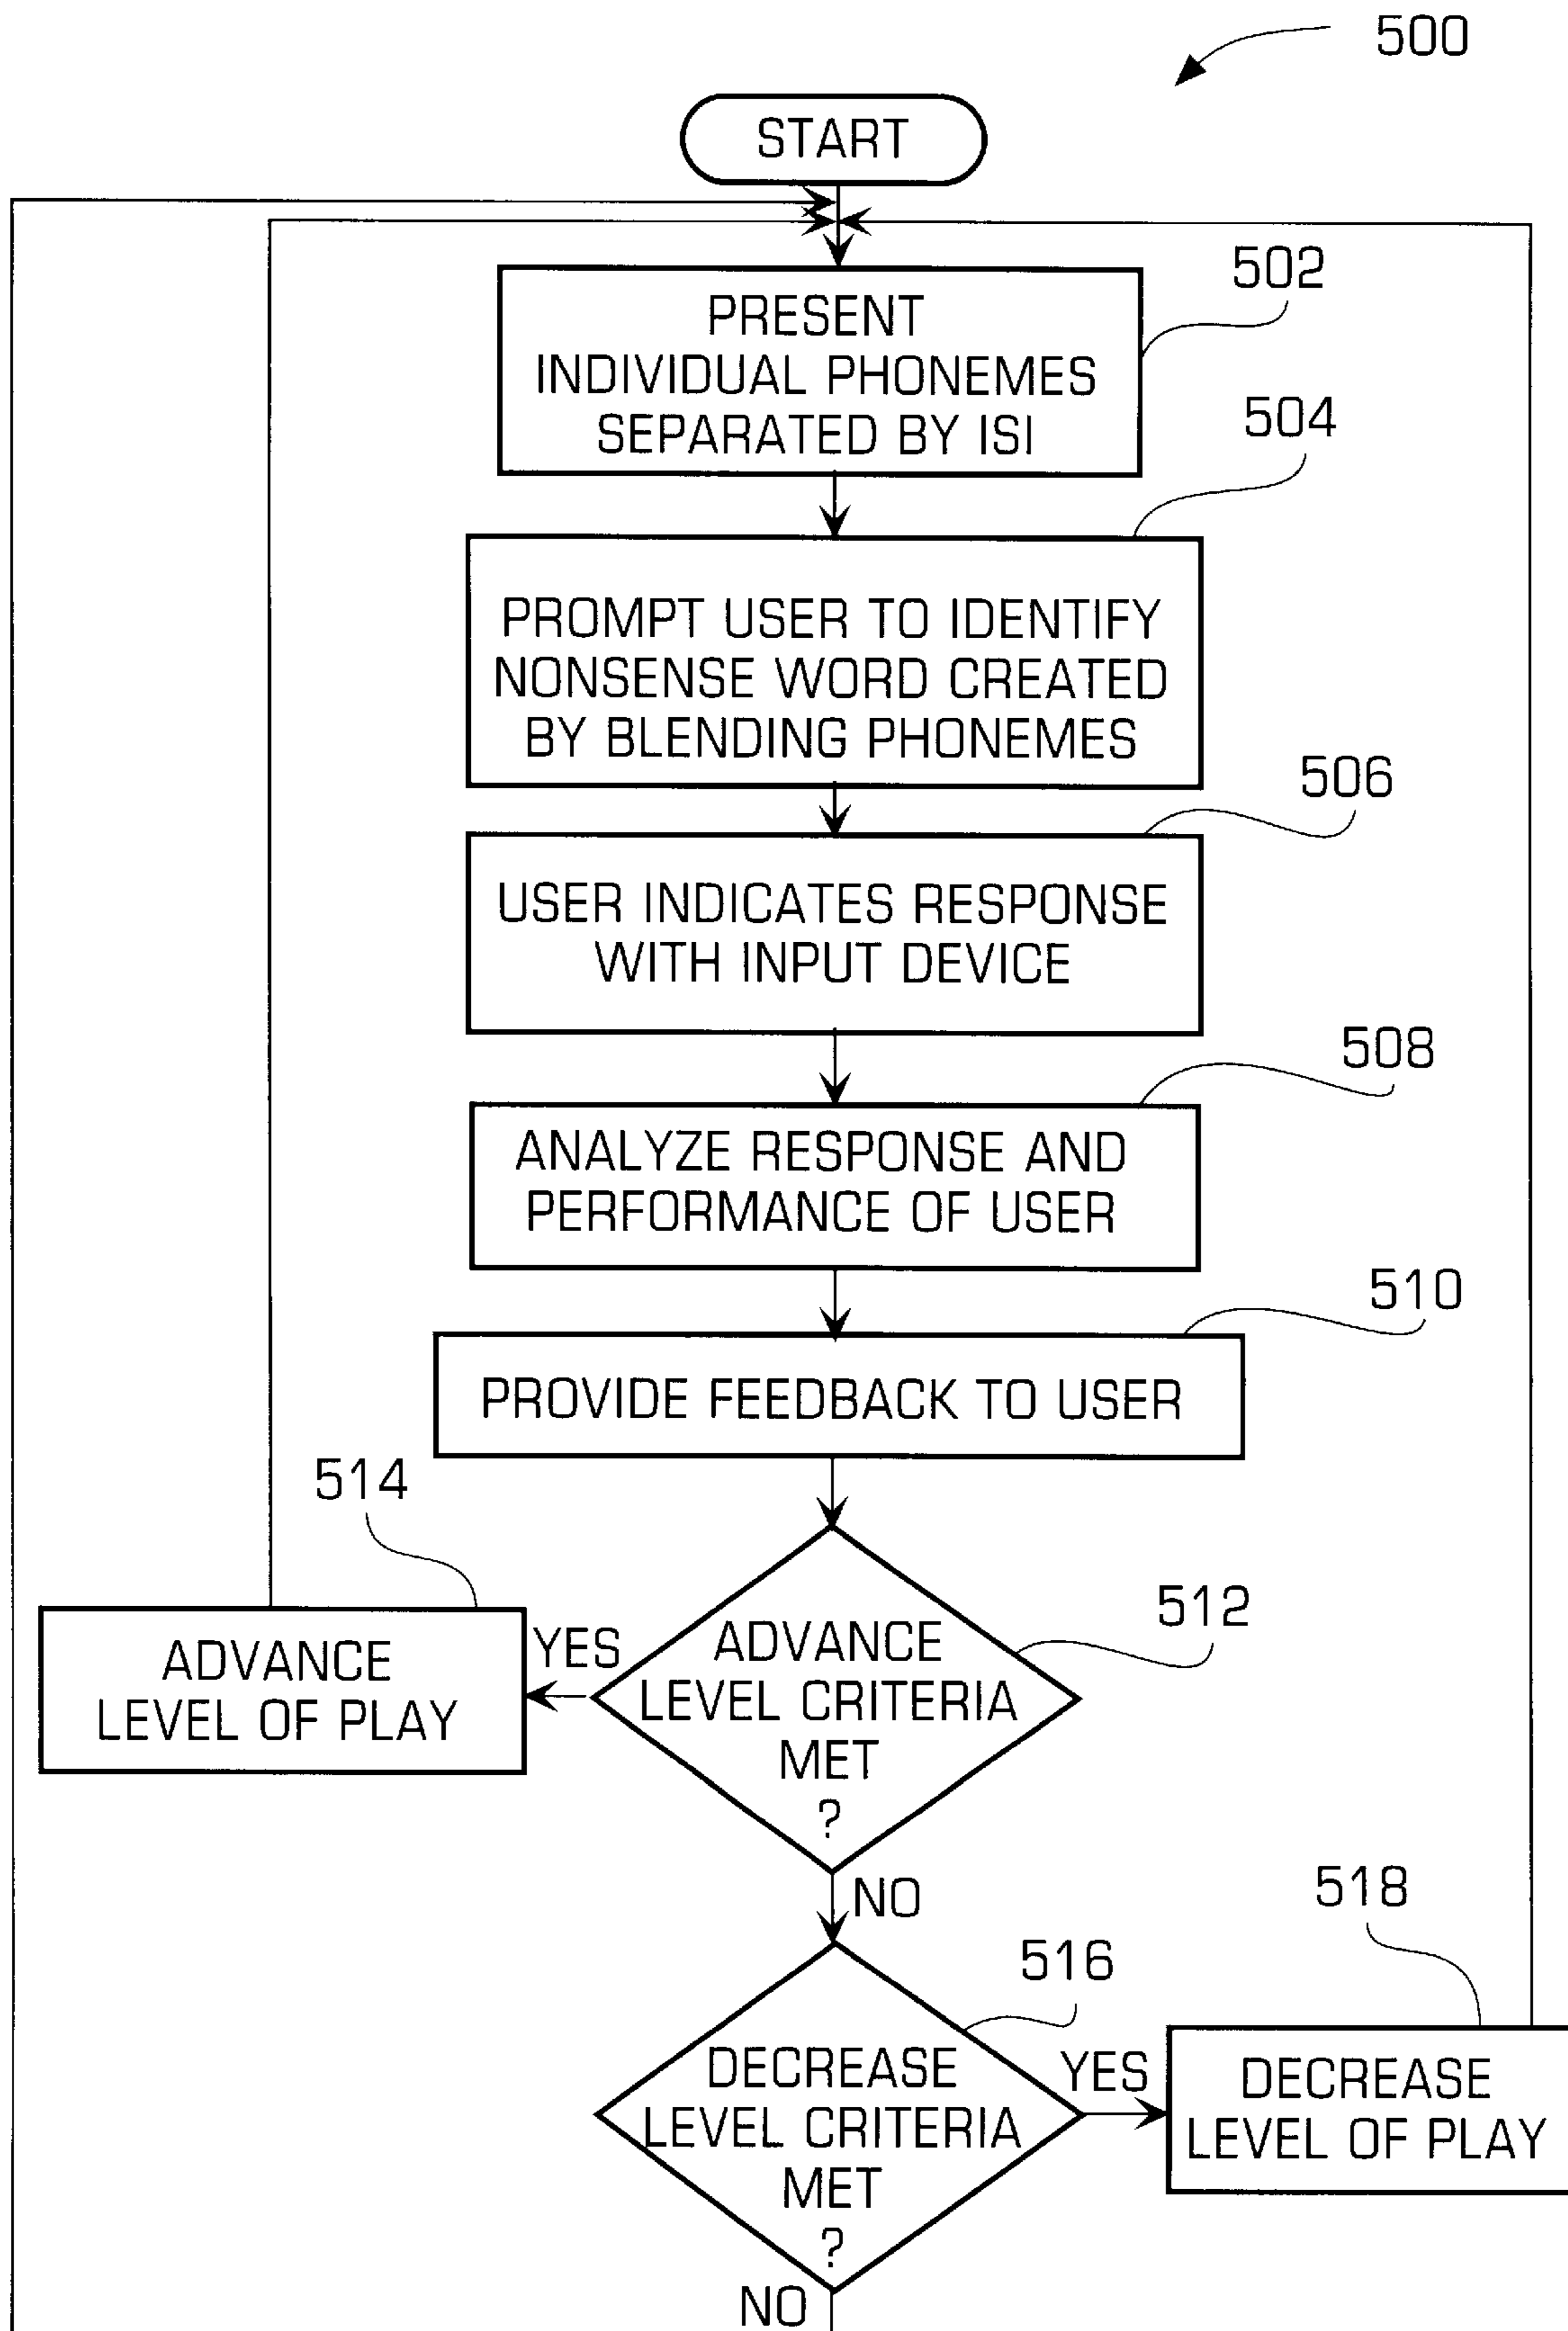 500
START
502
PRESENT
INDIVIDUAL PHONEMES
SEPARATED BY ISI
504
PROMPT USER TO IDENTIFY
NONSENSE WORD CREATED
BY BLENDING PHONEMES
506
USER INDICATES RESPONSE
WITH INPUT DEVICE
508
ANALYZE RESPONSE AND
PERFORMANCE OF USER
510
PROVIDE FEEDBACK TO USER
514
512
ADVANCE
LEVEL OF PLAY
YES
ADVANCE
LEVEL CRITERIA
MET
?
NO
518
516
DECREASE
LEVEL CRITERIA
MET
?
YES
DECREASE
LEVEL OF PLAY
NO